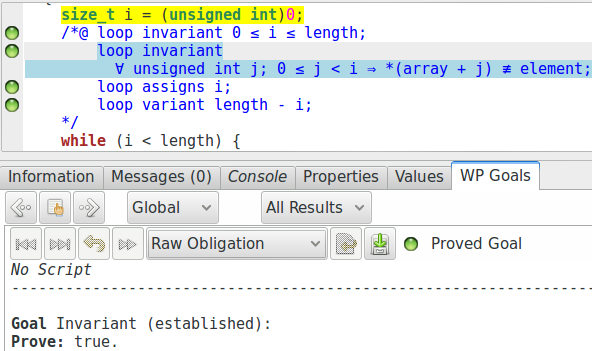 size_t i = (unsigned int)0;
/*@ loop invariant 0 ≤ i ≤ length;
loop invariant
∀ unsigned int j; 0 ≤ j < i ⇒ *(array + j) ≢ element;
loop assigns i;
loop variant length - i;
*/
while (i < length) {
Information Messages (0) Console Properties Values WP Goals
Global All Results
Raw Obligation Proved Goal
No Script
------------------------------------------------------------------
Goal Invariant (established):
Prove: true.